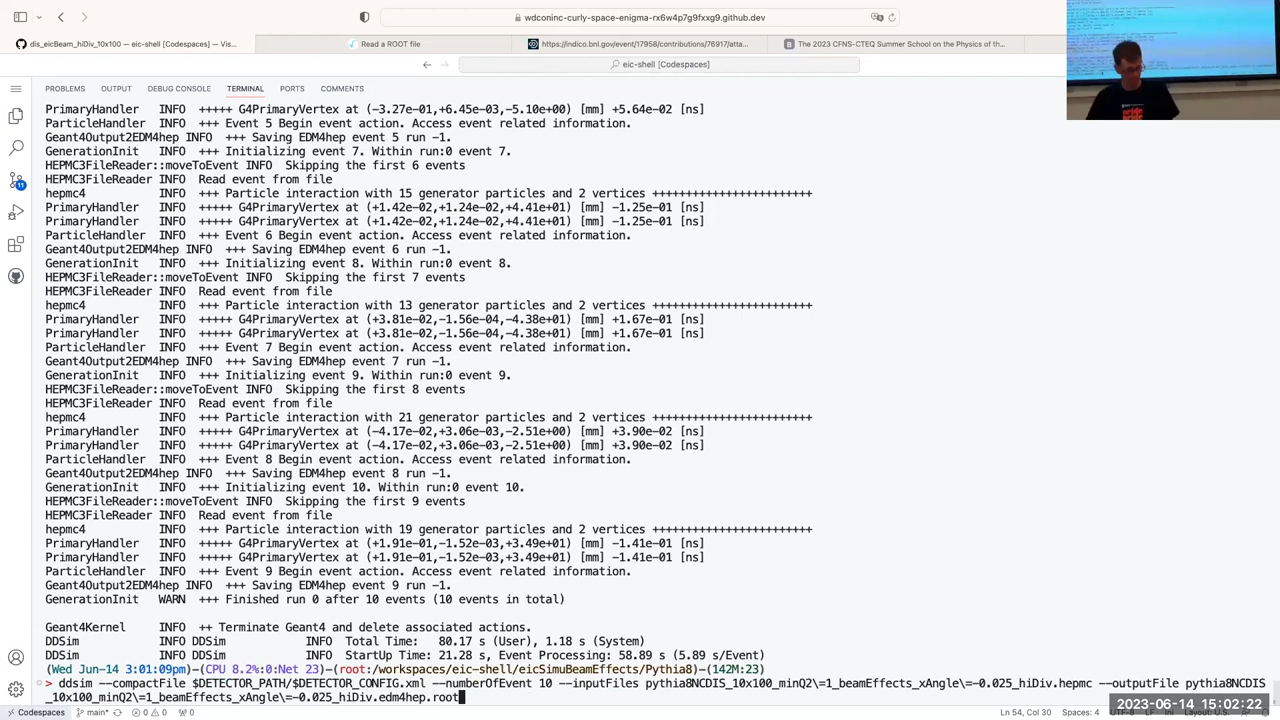 wdconinc-curly-space-enigma-rx6w4p7g9fxxg9.github.dev
dis_eicBeam_hiDiv_10x100 — eic-shell [Codespaces] — Vis...
Read a ROOT file
https://indico.bnl.gov/event/17958/contributions/76917/atta...
The 2023 CFNS-CTEQ Summer School on the Physics of th...
eic-shell [Codespaces]
PROBLEMS OUTPUT DEBUG CONSOLE TERMINAL PORTS COMMENTS
PrimaryHandler INFO +++++ G4PrimaryVertex at (-3.27e-01,+9.45e-03,-5.10e+00) [mm] +5.64e-02 [ns]
ParticleHandler INFO +++ Event 5 Begin event action. Access event related information.
Geant4Output2EDM4hep INFO +++ Saving EDM4hep event 5 run -1.
GenerationInit INFO +++ Initializing event 7. Within run:0 event 7.
HEPMC3FileReader::moveToEvent INFO Skipping the first 6 events
HEPMC3FileReader INFO Read event from file
hepmc4 INFO +++ Particle interaction with 15 generator particles and 2 vertices ++++++++++++++++++++++++
PrimaryHandler INFO +++++ G4PrimaryVertex at (+1.42e-02,+1.24e-02,+4.41e+01) [mm] -1.25e-01 [ns]
PrimaryHandler INFO +++++ G4PrimaryVertex at (+1.42e-02,+1.24e-02,+4.41e+01) [mm] -1.25e-01 [ns]
ParticleHandler INFO +++ Event 6 Begin event action. Access event related information.
Geant4Output2EDM4hep INFO +++ Saving EDM4hep event 6 run -1.
GenerationInit INFO +++ Initializing event 8. Within run:0 event 8.
HEPMC3FileReader::moveToEvent INFO Skipping the first 7 events
HEPMC3FileReader INFO Read event from file
hepmc4 INFO +++ Particle interaction with 13 generator particles and 2 vertices ++++++++++++++++++++++++
PrimaryHandler INFO +++++ G4PrimaryVertex at (+3.81e-02,-1.56e-04,-4.38e+01) [mm] +1.67e-01 [ns]
PrimaryHandler INFO +++++ G4PrimaryVertex at (+3.81e-02,-1.56e-04,-4.38e+01) [mm] +1.67e-01 [ns]
ParticleHandler INFO +++ Event 7 Begin event action. Access event related information.
Geant4Output2EDM4hep INFO +++ Saving EDM4hep event 7 run -1.
GenerationInit INFO +++ Initializing event 9. Within run:0 event 9.
HEPMC3FileReader::moveToEvent INFO Skipping the first 8 events
HEPMC3FileReader INFO Read event from file
hepmc4 INFO +++ Particle interaction with 21 generator particles and 2 vertices ++++++++++++++++++++++++
PrimaryHandler INFO +++++ G4PrimaryVertex at (-4.17e-02,+3.06e-03,-2.51e+00) [mm] +3.90e-02 [ns]
PrimaryHandler INFO +++++ G4PrimaryVertex at (-4.17e-02,+3.06e-03,-2.51e+00) [mm] +3.90e-02 [ns]
ParticleHandler INFO +++ Event 8 Begin event action. Access event related information.
Geant4Output2EDM4hep INFO +++ Saving EDM4hep event 8 run -1.
GenerationInit INFO +++ Initializing event 10. Within run:0 event 10.
HEPMC3FileReader::moveToEvent INFO Skipping the first 9 events
HEPMC3FileReader INFO Read event from file
hepmc4 INFO +++ Particle interaction with 19 generator particles and 2 vertices ++++++++++++++++++++++++
PrimaryHandler INFO +++++ G4PrimaryVertex at (+1.91e-01,-1.52e-03,+3.49e+01) [mm] -1.41e-01 [ns]
PrimaryHandler INFO +++++ G4PrimaryVertex at (+1.91e-01,-1.52e-03,+3.49e+01) [mm] -1.41e-01 [ns]
ParticleHandler INFO +++ Event 9 Begin event action. Access event related information.
Geant4Output2EDM4hep INFO +++ Saving EDM4hep event 9 run -1.
GenerationInit WARN +++ Finished run 0 after 10 events (10 events in total)
Geant4Kernel INFO ++ Terminate Geant4 and delete associated actions.
DDSim INFO DDSim INFO Total Time: 80.17 s (User), 1.18 s (System)
DDSim INFO DDSim INFO StartUp Time: 21.28 s, Event Processing: 58.89 s (5.89 s/Event)
(Wed Jun-14 3:01:09pm)-(CPU 8.2%:0:Net 23)-(root:/workspaces/eic-shell/eicSimuBeamEffects/Pythia8)-(142M:23)
> ddsim --compactFile $DETECTOR_PATH/$DETECTOR_CONFIG.xml --numberOfEvent 10 --inputFiles pythia8NCDIS_10x100_minQ2\=1_beamEffects_xAngle\=-0.025_hiDiv.hepmc --outputFile pythia8NCDIS
_10x100_minQ2\=1_beamEffects_xAngle\=-0.025_hiDiv.edm4hep.root
11
Codespaces main* 0 0 0 Ln 54, Col 30 Spaces: 4
2023-06-14 15:02:22